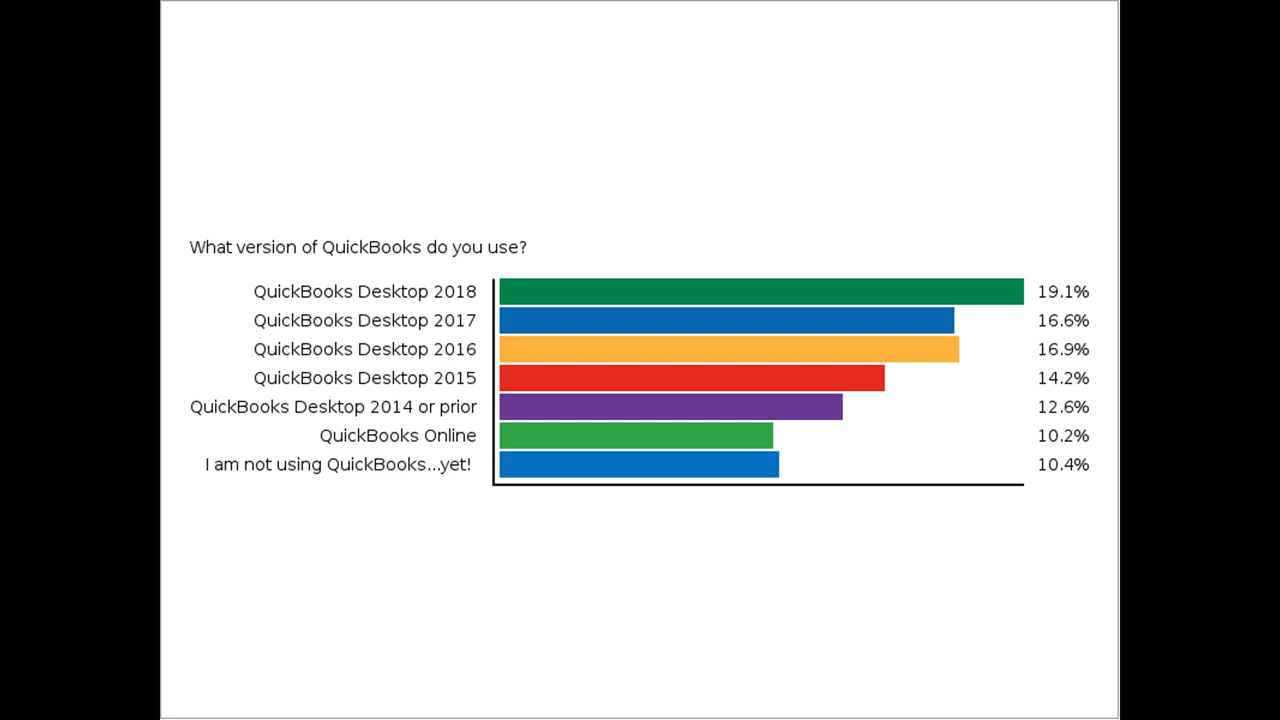 What version of QuickBooks do you use?
QuickBooks Desktop 2018 19.1%
QuickBooks Desktop 2017 16.6%
QuickBooks Desktop 2016 16.9%
QuickBooks Desktop 2015 14.2%
QuickBooks Desktop 2014 or prior 12.6%
QuickBooks Online 10.2%
I am not using QuickBooks...yet! 10.4%